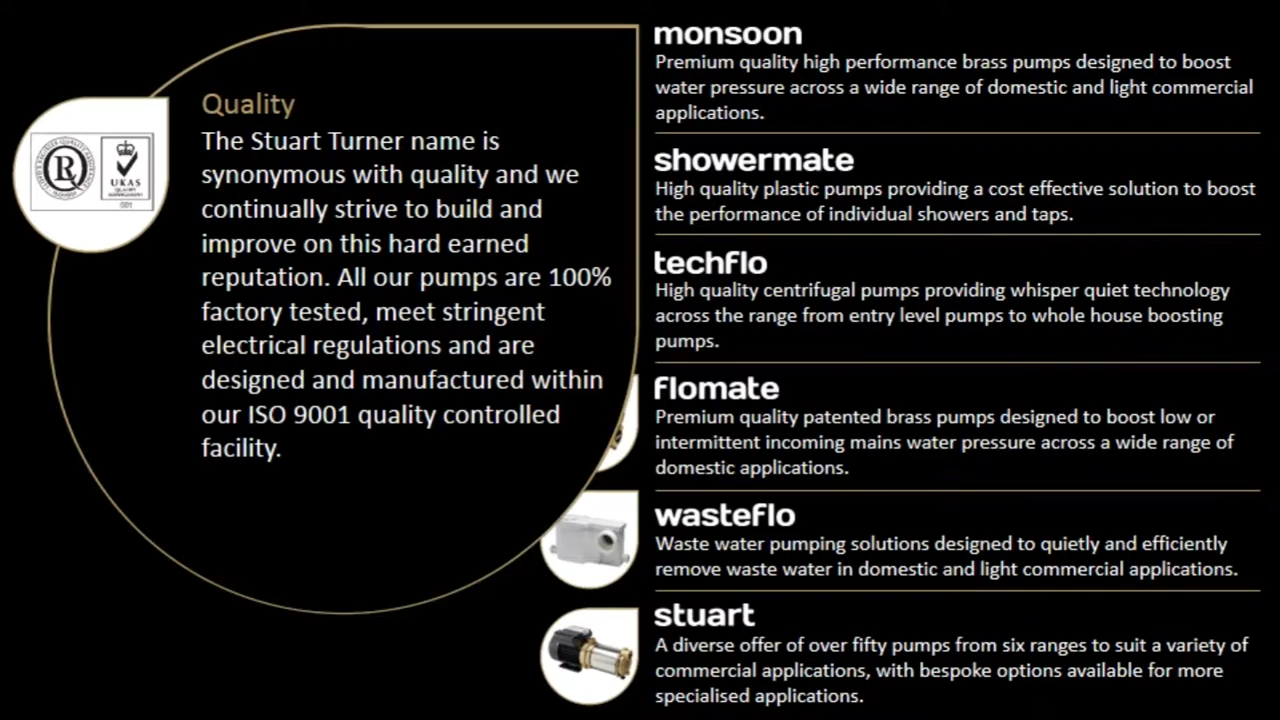 Quality
The Stuart Turner name is
synonymous with quality and we
continually strive to build and
improve on this hard earned
reputation. All our pumps are 100%
factory tested, meet stringent
electrical regulations and are
designed and manufactured within
our ISO 9001 quality controlled
facility.
UKAS
QUALITY
MANAGEMENT
001
monsoon
Premium quality high performance brass pumps designed to boost
water pressure across a wide range of domestic and light commercial
applications.
showermate
High quality plastic pumps providing a cost effective solution to boost
the performance of individual showers and taps.
techflo
High quality centrifugal pumps providing whisper quiet technology
across the range from entry level pumps to whole house boosting
pumps.
flomate
Premium quality patented brass pumps designed to boost low or
intermittent incoming mains water pressure across a wide range of
domestic applications.
wasteflo
Waste water pumping solutions designed to quietly and efficiently
remove waste water in domestic and light commercial applications.
stuart
A diverse offer of over fifty pumps from six ranges to suit a variety of
commercial applications, with bespoke options available for more
specialised applications.